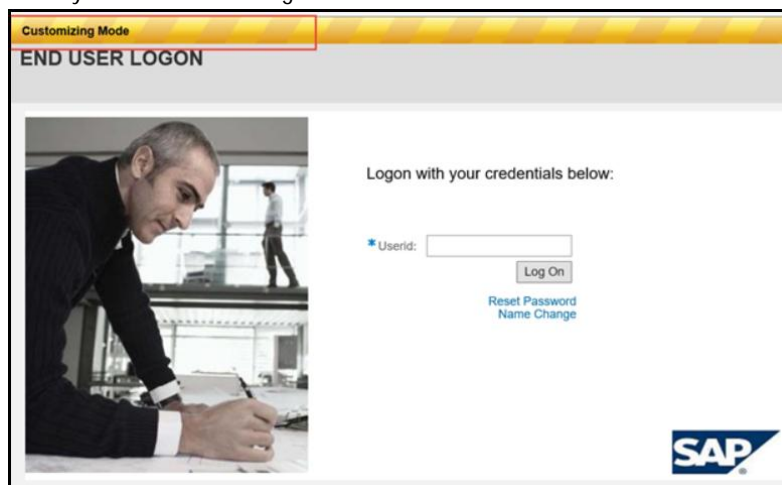 Customizing Mode
END USER LOGON
Logon with your credentials below:
*Userid:
Log On
Reset Password
Name Change
SAP
®